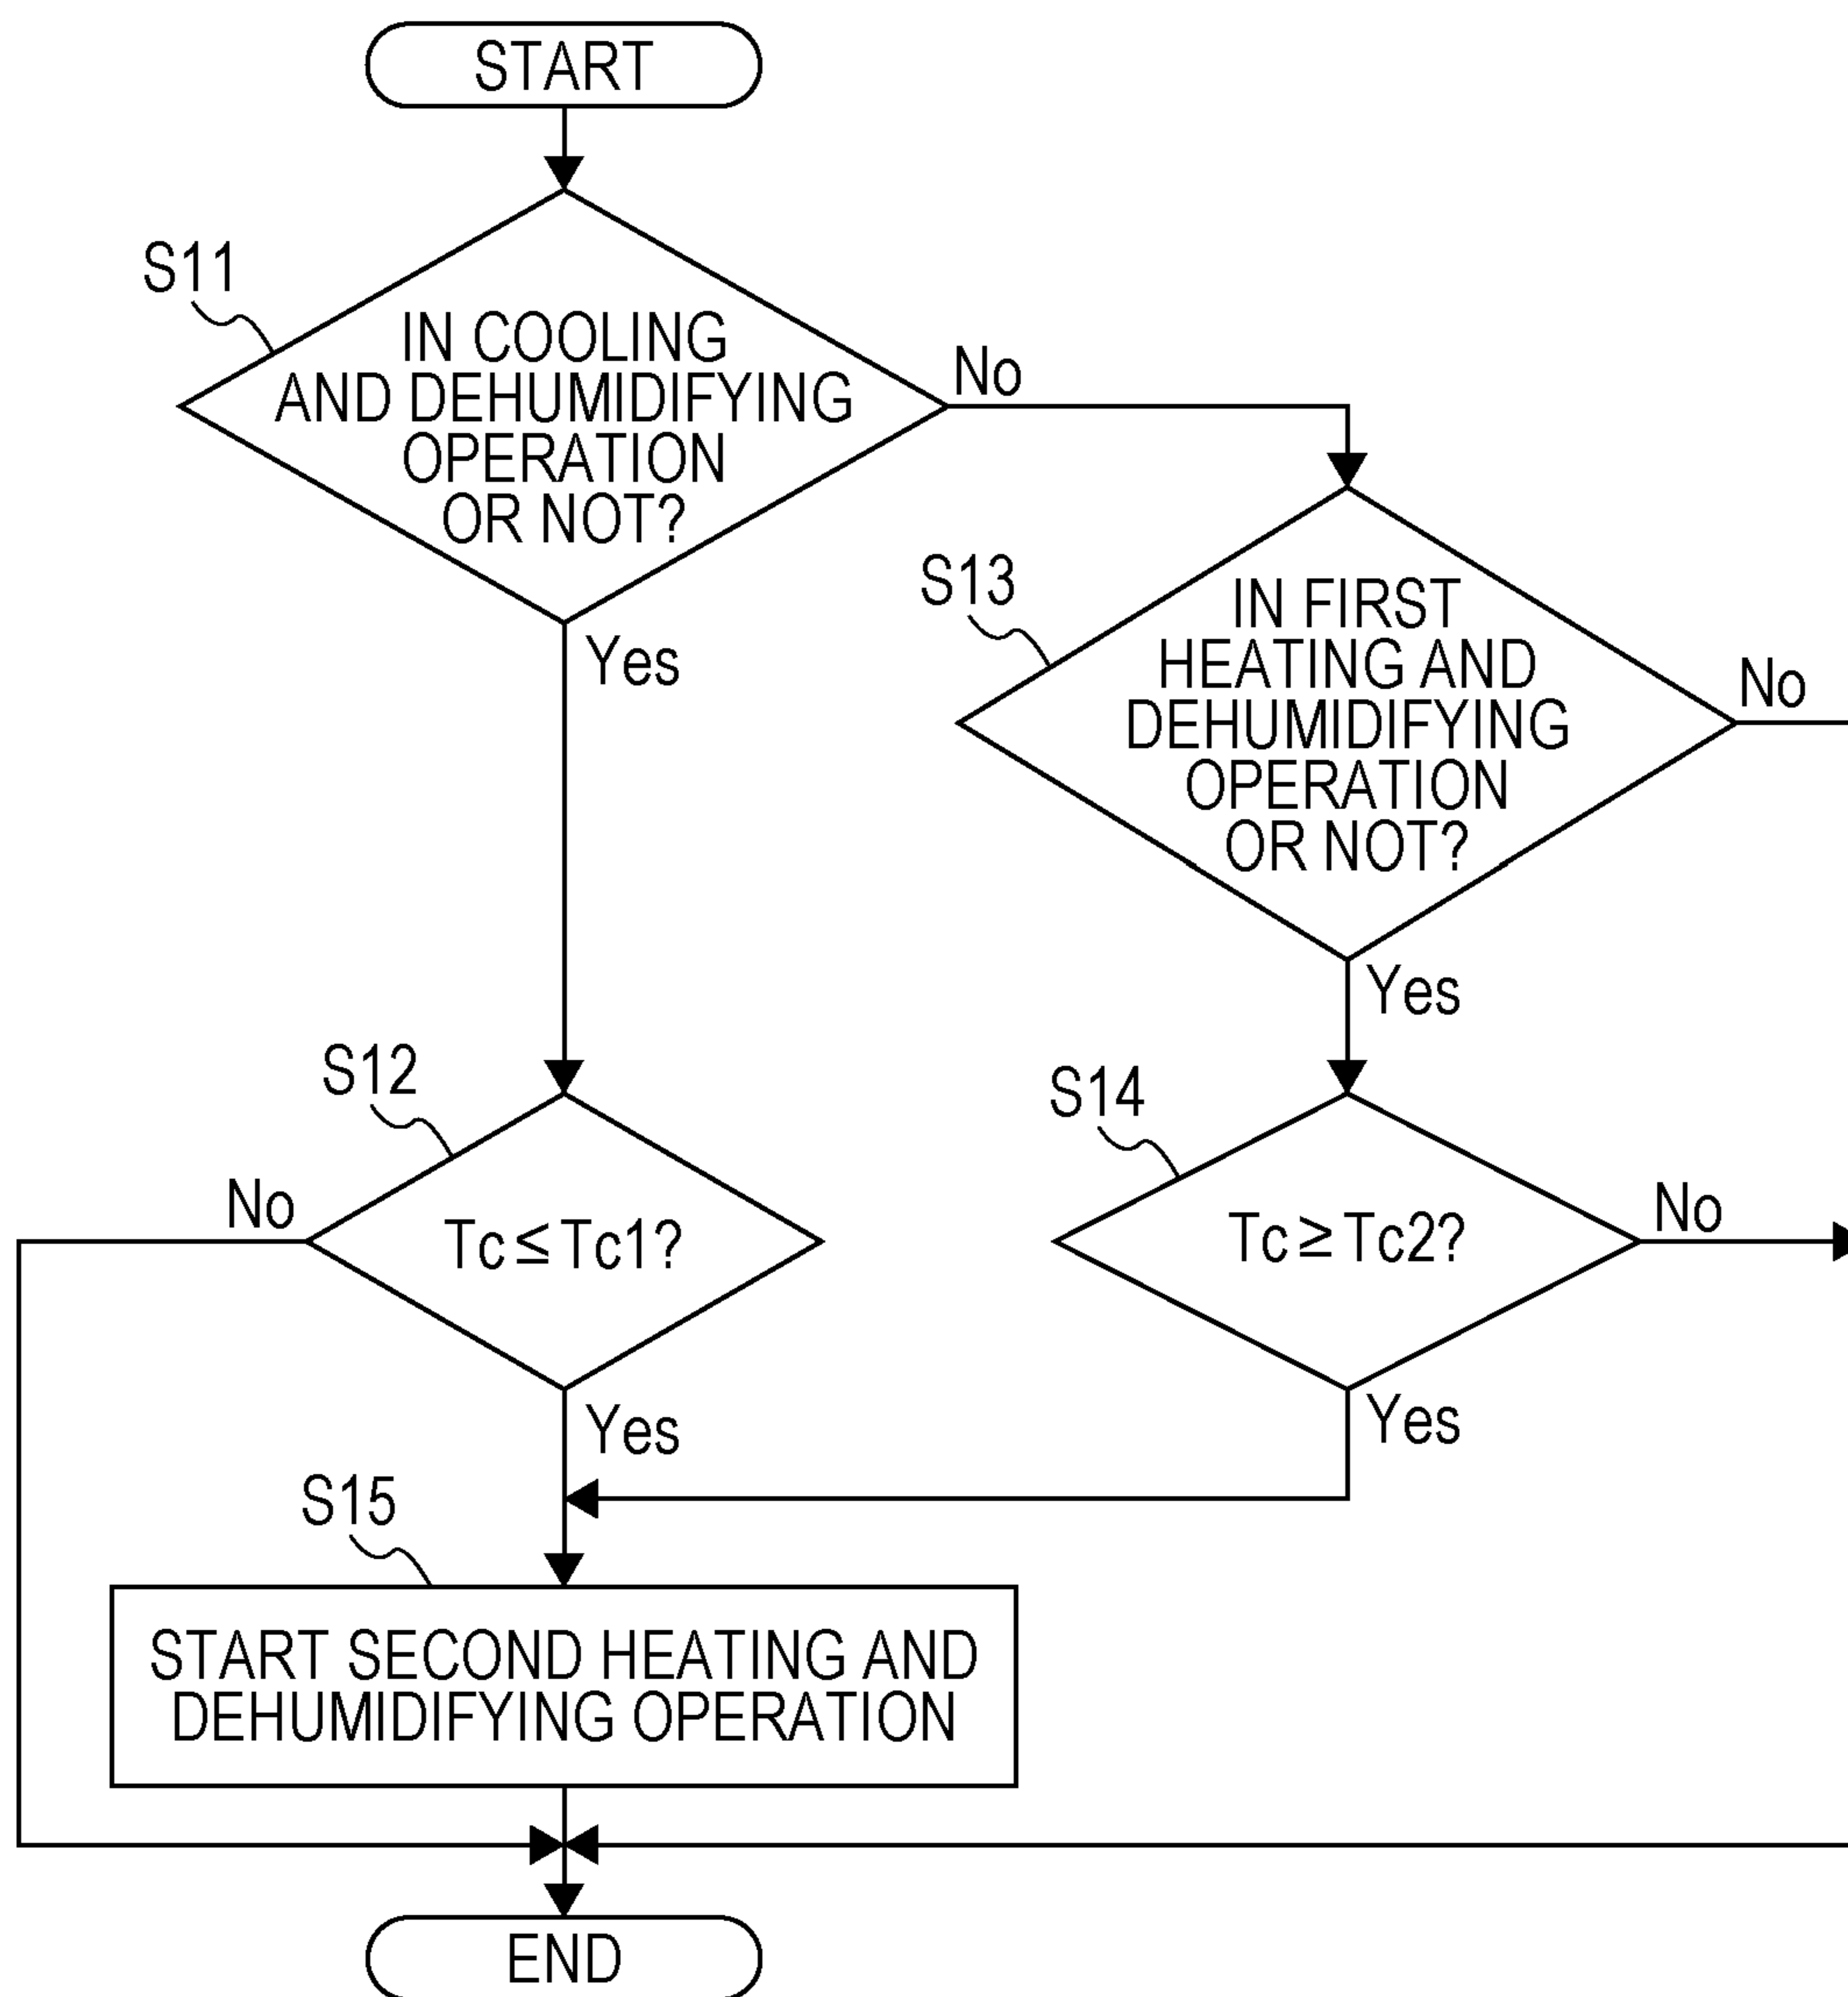 START
S11
IN COOLING
AND DEHUMIDIFYING
OPERATION
OR NOT?
No
Yes
S13
IN FIRST
HEATING AND
DEHUMIDIFYING
OPERATION
OR NOT?
No
Yes
S12
Tc ≤ Tc1?
No
Yes
S14
Tc ≥ Tc2?
No
Yes
S15
START SECOND HEATING AND
DEHUMIDIFYING OPERATION
END